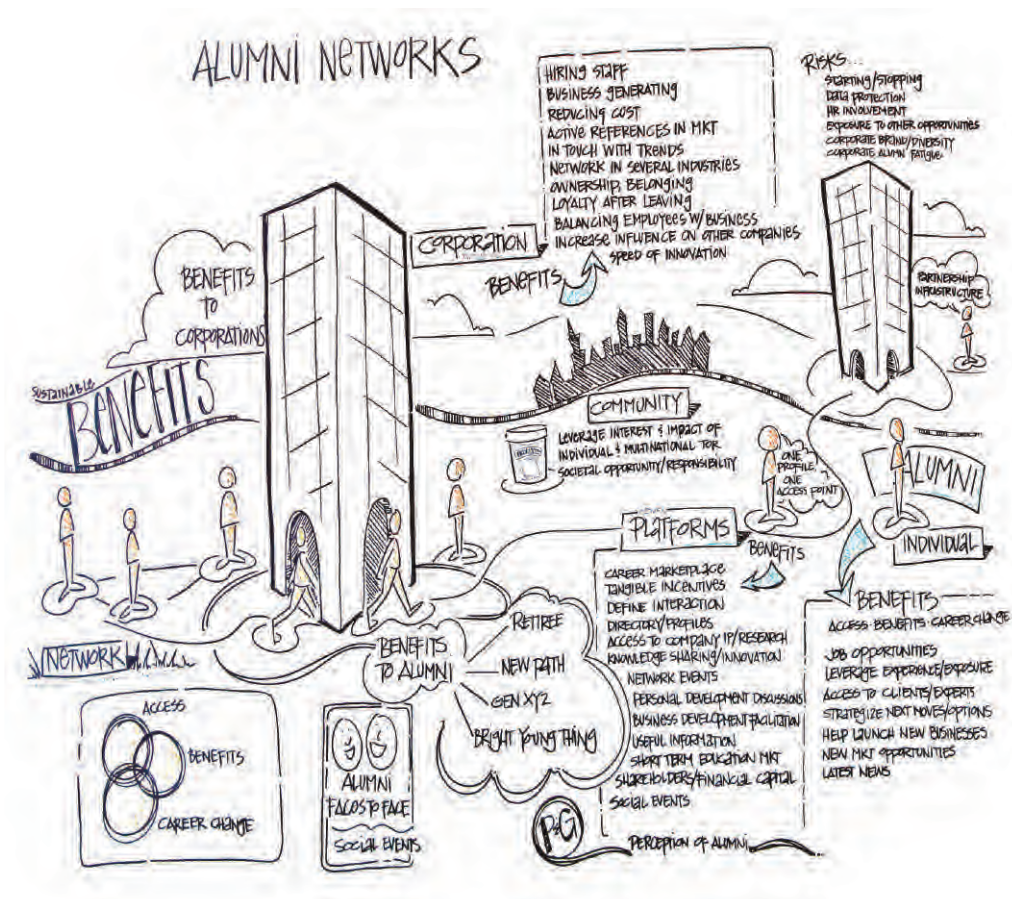 ALUMNI NETWORKS
HIRING STAFF
BUSINESS GENERATING
REDUCING COST
ACTIVE REFERENCES IN MKT
IN TOUCH WITH TRENDS
NETWORK IN SEVERAL INDUSTRIES
OWNERSHIP, BELONGING
LOYALTY AFTER LEAVING
BALANCING EMPLOYEES W/BUSINESS
INCREASE INFLUENCE ON OTHER COMPANIES
SPEED OF INNOVATION
CORPORATION
BENEFITS
RISKS...
STARTING/STOPPING
DATA PROTECTION
HR INVOLVEMENT
EXPOSURE TO OTHER OPPORTUNITIES
CORPORATE BRAND/DIVERSITY
CORPORATE ALUMN' FATIGUE
PARTNERSHIP
INFRASTRUCTURE
BENEFITS
TO
CORPORATIONS
SUSTAINABLE
BENEFITS
COMMUNITY
LEVERAGE INTEREST & IMPACT OF
INDIVIDUAL & MULTINATIONAL FOR
SOCIETAL OPPORTUNITY/RESPONSIBILITY
ONE
PROFILE,
ONE
ACCESS POINT
ALUMNI
INDIVIDUAL
PLATFORMS
BENEFITS
CAREER MARKETPLACE
TANGIBLE INCENTIVES
DEFINE INTERACTION
DIRECTORY/PROFILES
ACCESS TO COMPANY IP/RESEARCH
KNOWLEDGE SHARING/INNOVATION
NETWORK EVENTS
PERSONAL DEVELOPMENT DISCUSSIONS
BUSINESS DEVELOPMENT FACILITATION
USEFUL INFORMATION
SHORT TERM EDUCATION MKT
SHAREHOLDERS/FINANCIAL CAPITAL
SOCIAL EVENTS
P&G
PERCEPTION OF ALUMNI
BENEFITS
ACCESS · BENEFITS · CAREER CHANGE
JOB OPPORTUNITIES
LEVERAGE EXPERIENCE/EXPOSURE
ACCESS TO CLIENTS/EXPERTS
STRATEGIZE NEXT MOVES/OPTIONS
HELP LAUNCH NEW BUSINESSES
NEW MKT OPPORTUNITIES
LATEST NEWS
NETWORK
BENEFITS
TO ALUMNI
RETIREE
NEW PATH
GEN XYZ
BRIGHT YOUNG THING
ACCESS
BENEFITS
CAREER CHANGE
ALUMNI
FACES TO FACE
SOCIAL EVENTS